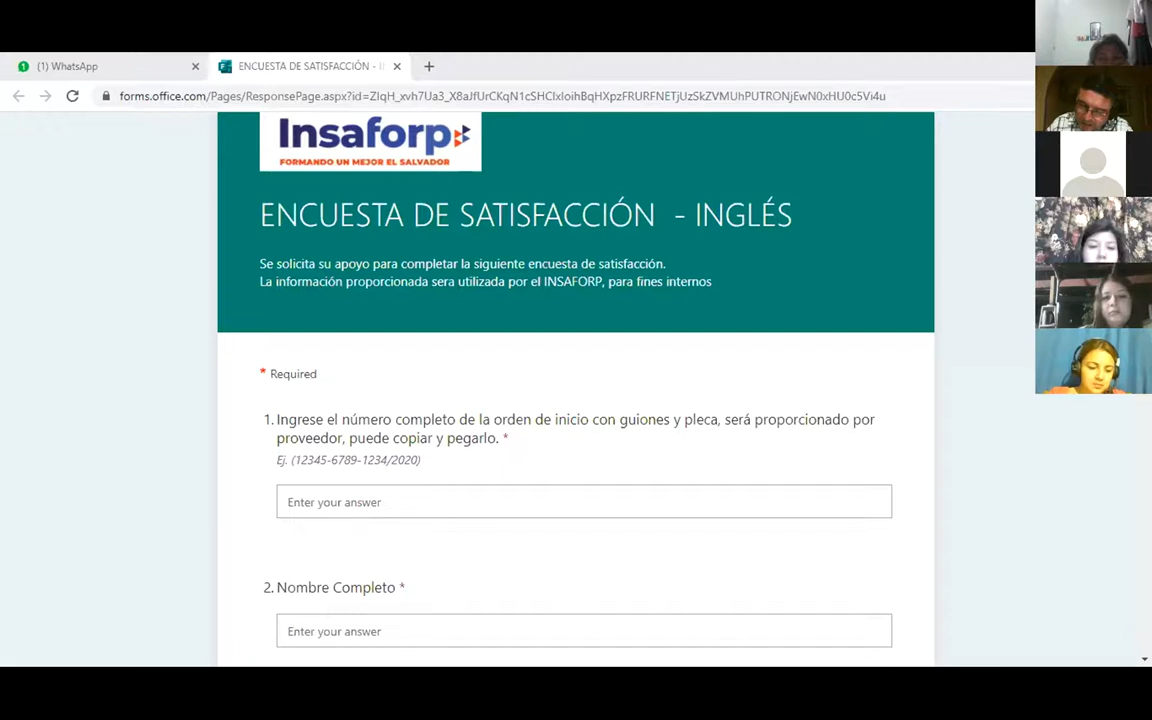 (1) WhatsApp
ENCUESTA DE SATISFACCIÓN - I
forms.office.com/Pages/ResponsePage.aspx?id=ZIqH_xvh7Ua3_X8aJfUrCKqN1cSHCIxIoihBqHXpzFRURFNETjUzSkZVMUhPUTRONjEwN0xHU0c5Vi4u
Insaforp
FORMANDO UN MEJOR EL SALVADOR
ENCUESTA DE SATISFACCIÓN - INGLÉS
Se solicita su apoyo para completar la siguiente encuesta de satisfacción.
La información proporcionada sera utilizada por el INSAFORP, para fines internos
* Required
1. Ingrese el número completo de la orden de inicio con guiones y pleca, será proporcionado por
proveedor, puede copiar y pegarlo. *
Ej. (12345-6789-1234/2020)
Enter your answer
2. Nombre Completo *
Enter your answer